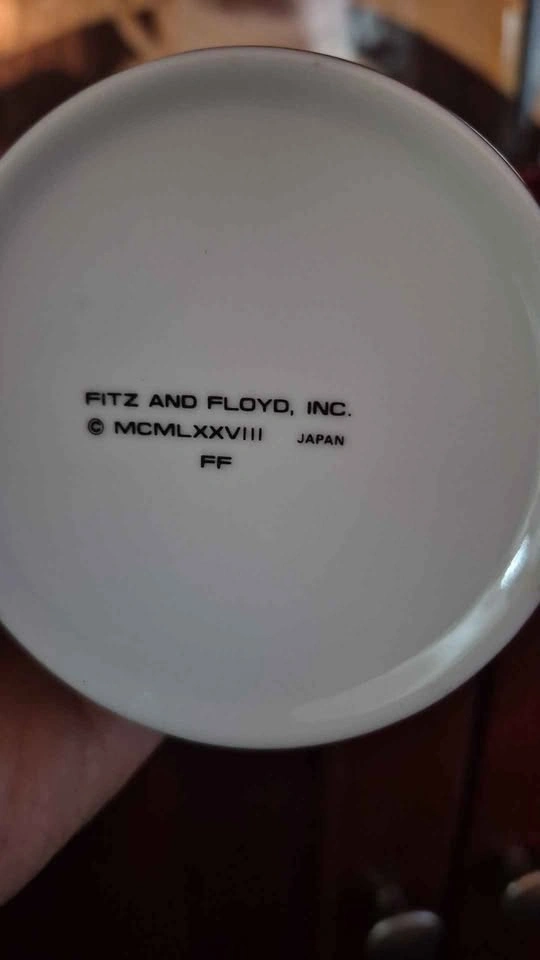 FITZ AND FLOYD, INC.
© MCMLXXVIII JAPAN
FF